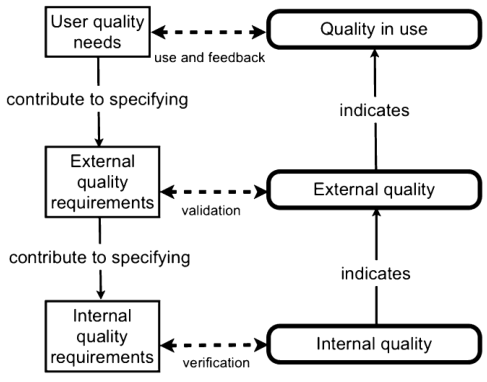 User quality
needs
Quality in use
use and feedback
contribute to specifying
indicates
External
quality
requirements
External quality
validation
contribute to specifying
indicates
Internal
quality
requirements
Internal quality
verification